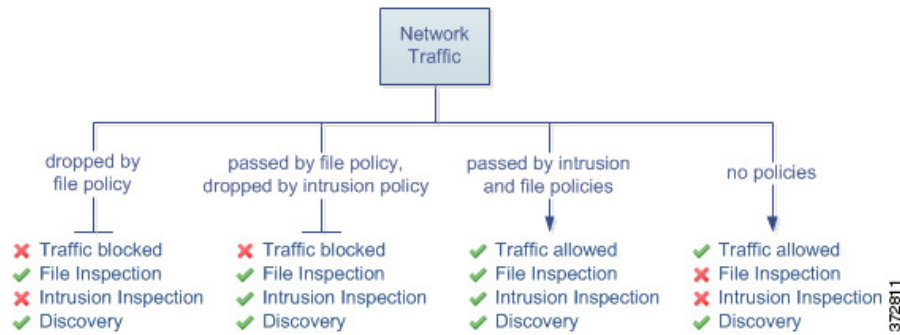 Network
Traffic
dropped by
file policy
passed by file policy,
dropped by intrusion policy
passed by intrusion
and file policies
no policies
Traffic blocked
File Inspection
Intrusion Inspection
Discovery
Traffic blocked
File Inspection
Intrusion Inspection
Discovery
Traffic allowed
File Inspection
Intrusion Inspection
Discovery
Traffic allowed
File Inspection
Intrusion Inspection
Discovery
372811